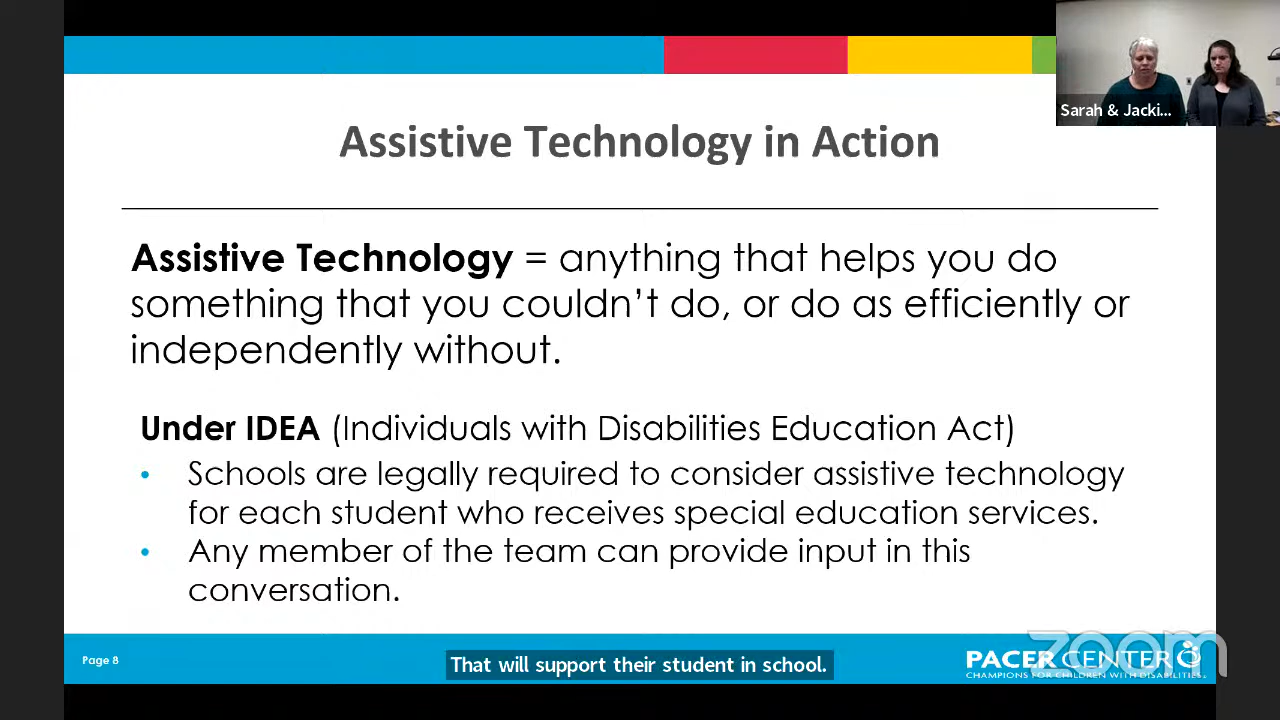 Sarah & Jacki...
Assistive Technology in Action
Assistive Technology = anything that helps you do
something that you couldn't do, or do as efficiently or
independently without.
Under IDEA (Individuals with Disabilities Education Act)
• Schools are legally required to consider assistive technology
for each student who receives special education services.
• Any member of the team can provide input in this
conversation.
Page 8
That will support their student in school.
PACER CENTER
CHAMPIONS FOR CHILDREN WITH DISABILITIES
zoom